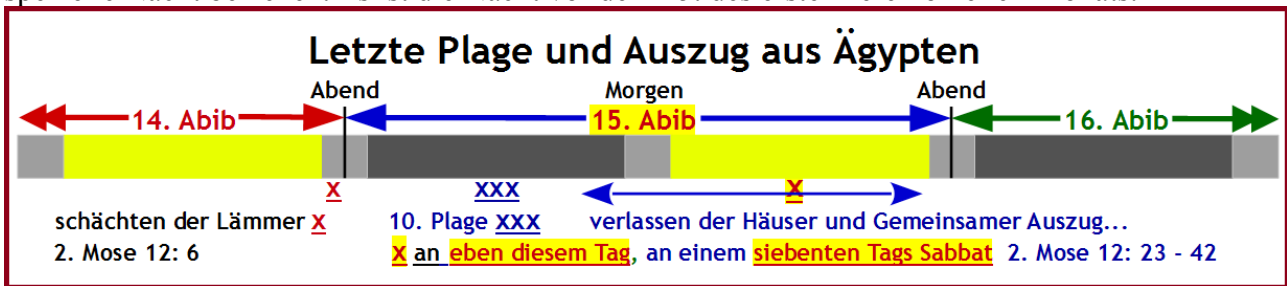 Letzte Plage und Auszug aus Ägypten
Abend Morgen Abend
14. Abib 15. Abib 16. Abib
x xxx x
schächten der Lämmer x 10. Plage xxx verlassen der Häuser und Gemeinsamer Auszug...
2. Mose 12: 6 x an eben diesem Tag, an einem siebenten Tags Sabbat 2. Mose 12: 23 - 42